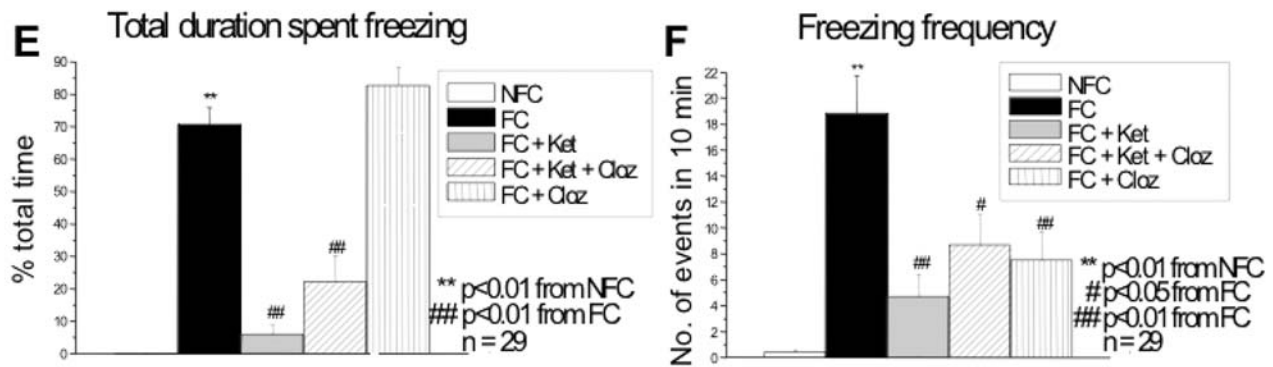 E
Total duration spent freezing
% total time
90
80
70
60
50
40
30
20
10
0
**
##
##
NFC
FC
FC + Ket
FC + Ket + Cloz
FC + Cloz
** p<0.01 from NFC
## p<0.01 from FC
n = 29
F
Freezing frequency
No. of events in 10 min
22
20
18
16
14
12
10
8
6
4
2
0
**
##
#
##
NFC
FC
FC + Ket
FC + Ket + Cloz
FC + Cloz
** p<0.01 from NFC
# p<0.05 from FC
## p<0.01 from FC
n = 29